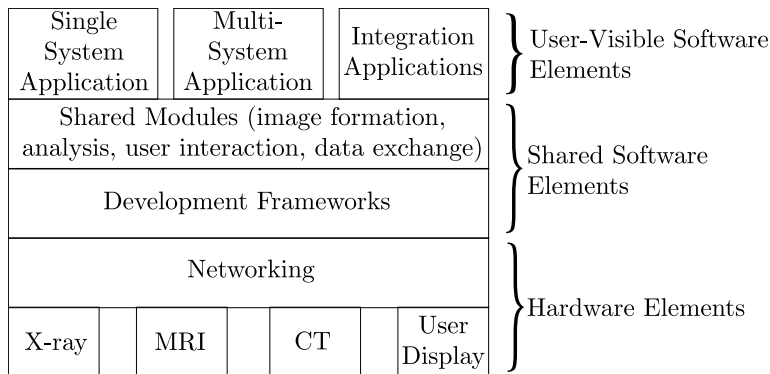 Single
System
Application
Multi-
System
Application
Integration
Applications
User-Visible Software
Elements
Shared Modules (image formation,
analysis, user interaction, data exchange)
Development Frameworks
Shared Software
Elements
Networking
X-ray
MRI
CT
User
Display
Hardware Elements